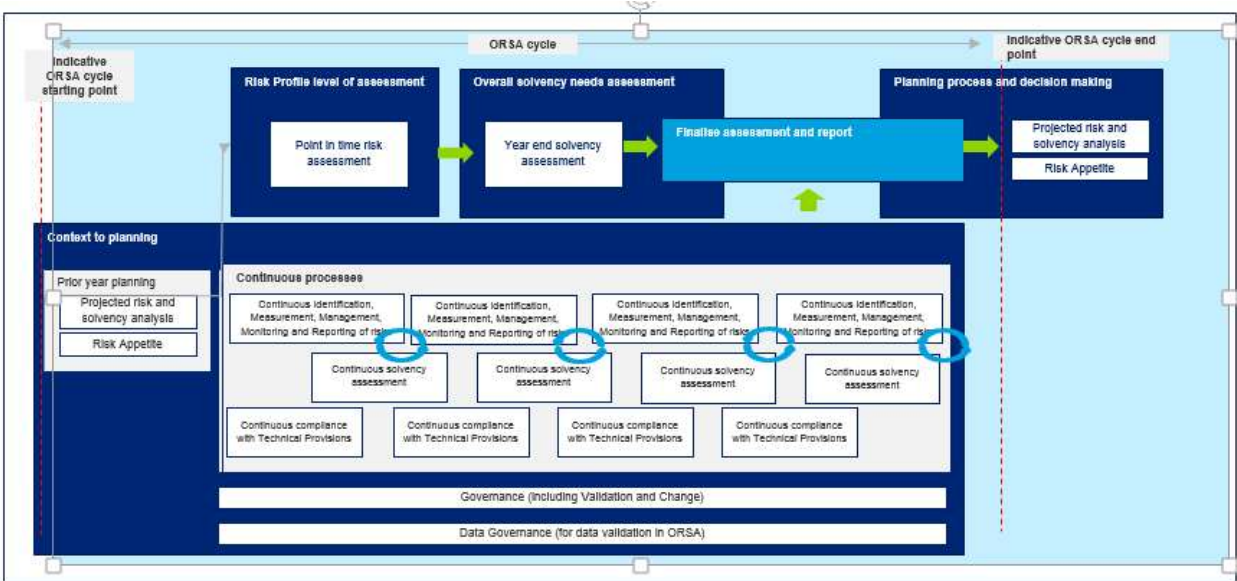 ORSA cycle
Indicative ORSA cycle end
point
Indicative
ORSA cycle
starting point
Risk Profile level of assessment
Overall solvency needs assessment
Planning process and decision making
Point in time risk
assessment
Year end solvency
assessment
Finalise assessment and report
Projected risk and
solvency analysis
Risk Appetite
Context to planning
Prior year planning
Projected risk and
solvency analysis
Risk Appetite
Continuous processes
Continuous Identification,
Measurement, Management,
Monitoring and Reporting of risks
Continuous Identification,
Measurement, Management,
Monitoring and Reporting of risks
Continuous Identification,
Measurement, Management,
Monitoring and Reporting of risks
Continuous Identification,
Measurement, Management,
Monitoring and Reporting of risks
Continuous solvency
assessment
Continuous solvency
assessment
Continuous solvency
assessment
Continuous solvency
assessment
Continuous compliance
with Technical Provisions
Continuous compliance
with Technical Provisions
Continuous compliance
with Technical Provisions
Continuous compliance
with Technical Provisions
Governance (Including Validation and Change)
Data Governance (for data validation in ORSA)